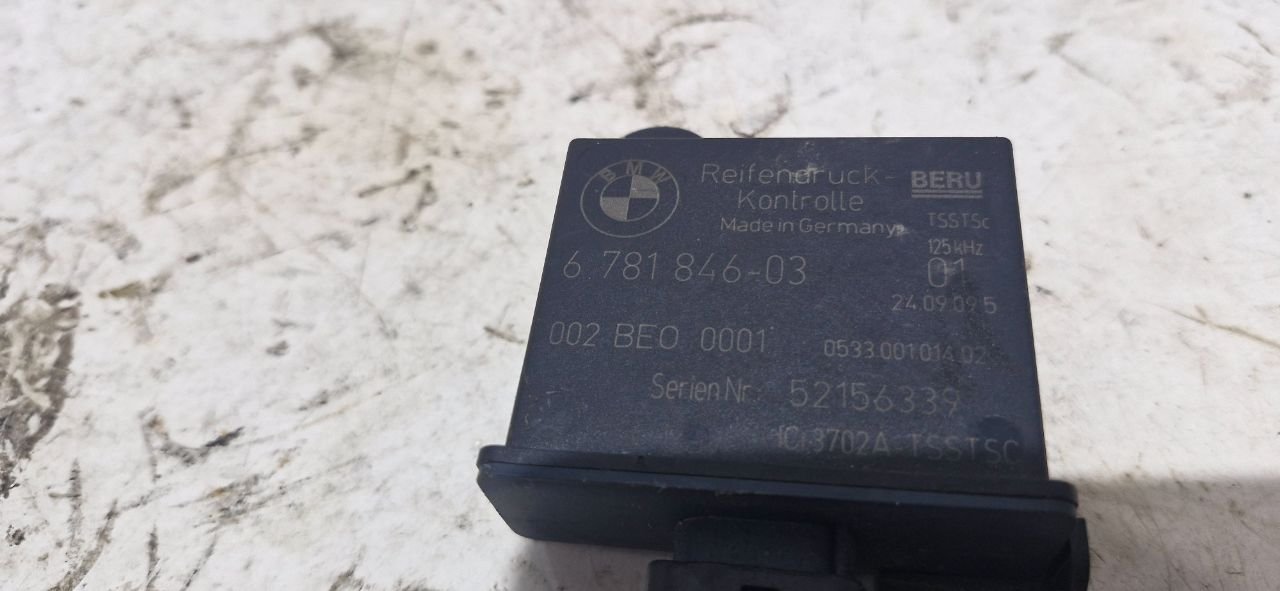 BMW
Reifendruck-
Kontrolle
Made in Germany
BERU
TSSTSc
125 kHz
6 781 846-03
01
24.09.09 5
002 BEO 0001
0533.001014.02
Serien Nr. 52156339
IC: 3702A TSSTSC